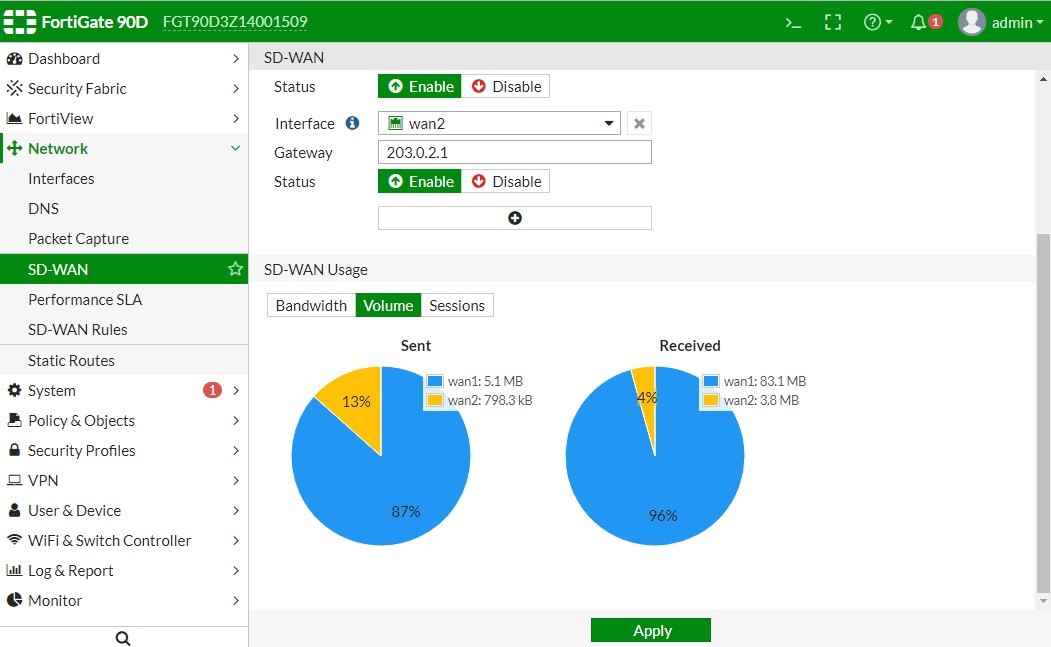 FortiGate 90D FGT90D3Z14001509
1 admin
Dashboard
Security Fabric
FortiView
Network
Interfaces
DNS
Packet Capture
SD-WAN
Performance SLA
SD-WAN Rules
Static Routes
System 1
Policy & Objects
Security Profiles
VPN
User & Device
WiFi & Switch Controller
Log & Report
Monitor
SD-WAN
Status Enable Disable
Interface wan2
Gateway 203.0.2.1
Status Enable Disable
SD-WAN Usage
Bandwidth Volume Sessions
Sent
wan1: 5.1 MB
wan2: 798.3 kB
13%
87%
Received
wan1: 83.1 MB
wan2: 3.8 MB
4%
96%
Apply